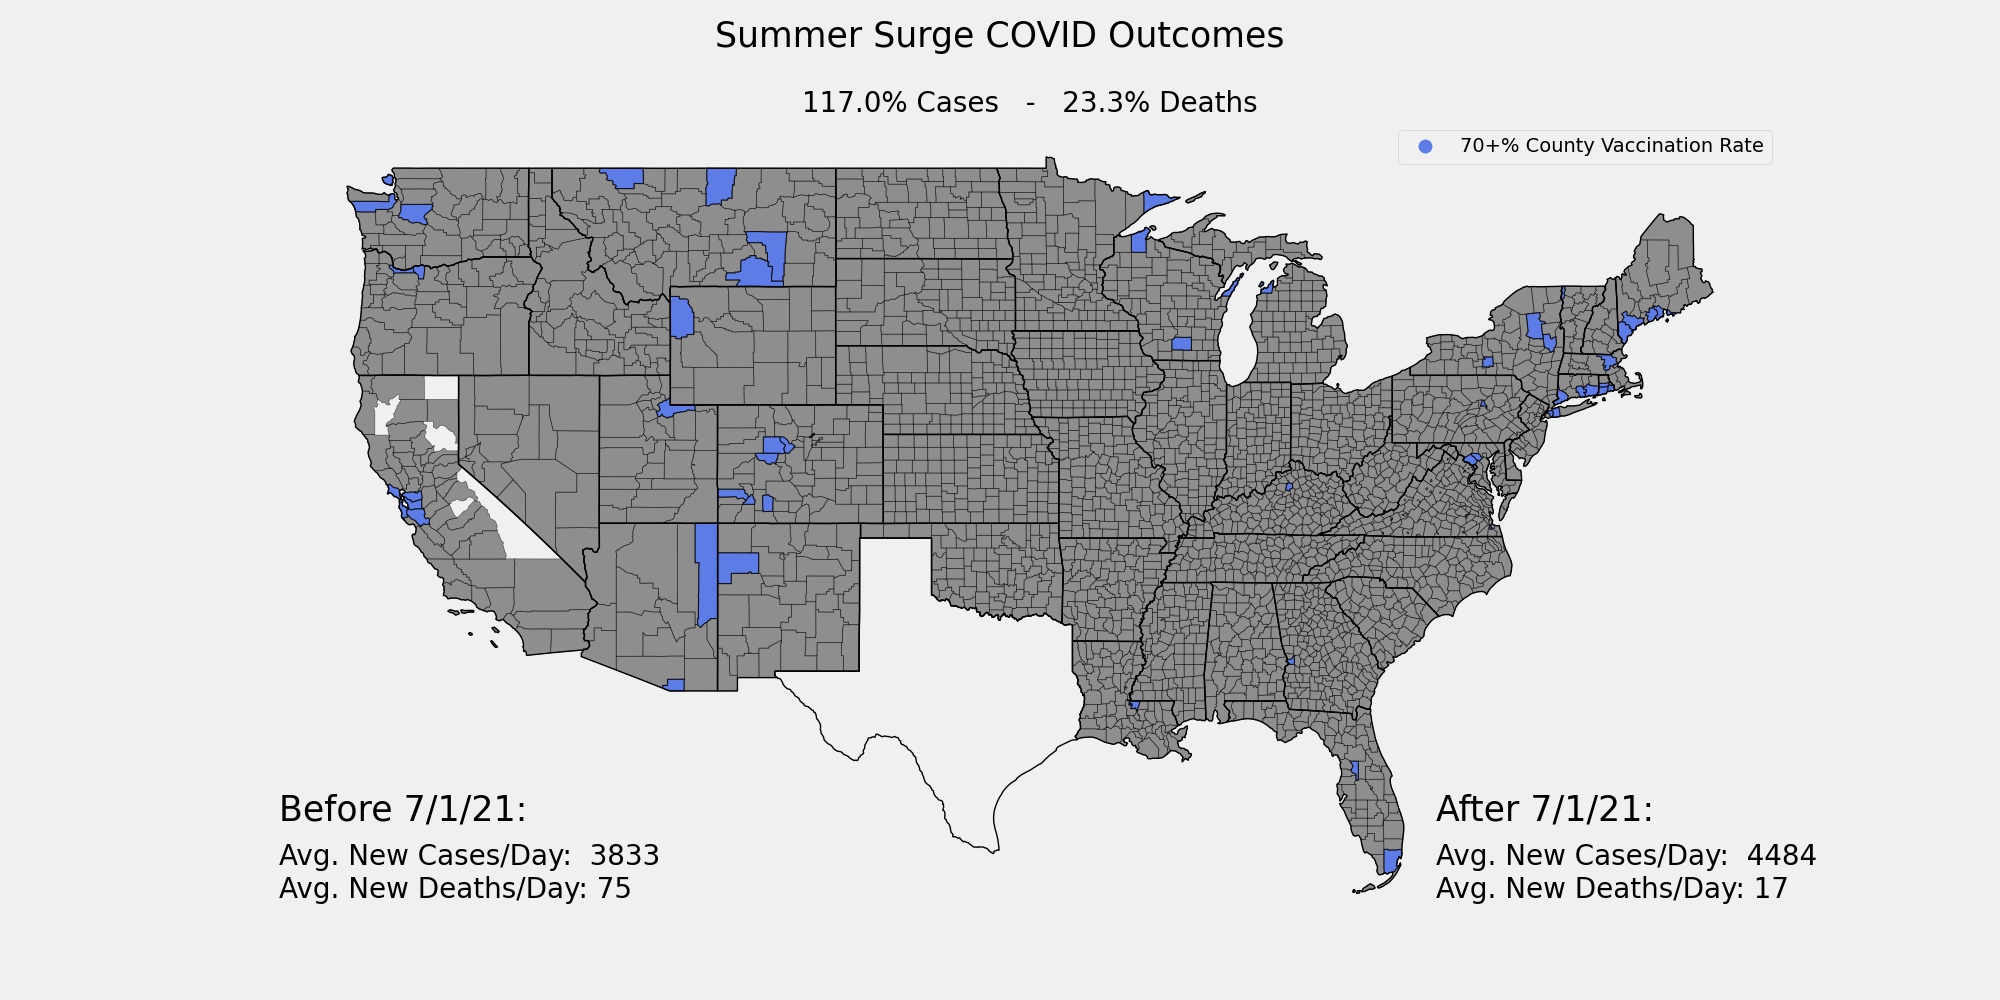 Summer Surge COVID Outcomes
117.0% Cases - 23.3% Deaths
70+% County Vaccination Rate
Before 7/1/21:
Avg. New Cases/Day: 3833
Avg. New Deaths/Day: 75
After 7/1/21:
Avg. New Cases/Day: 4484
Avg. New Deaths/Day: 17